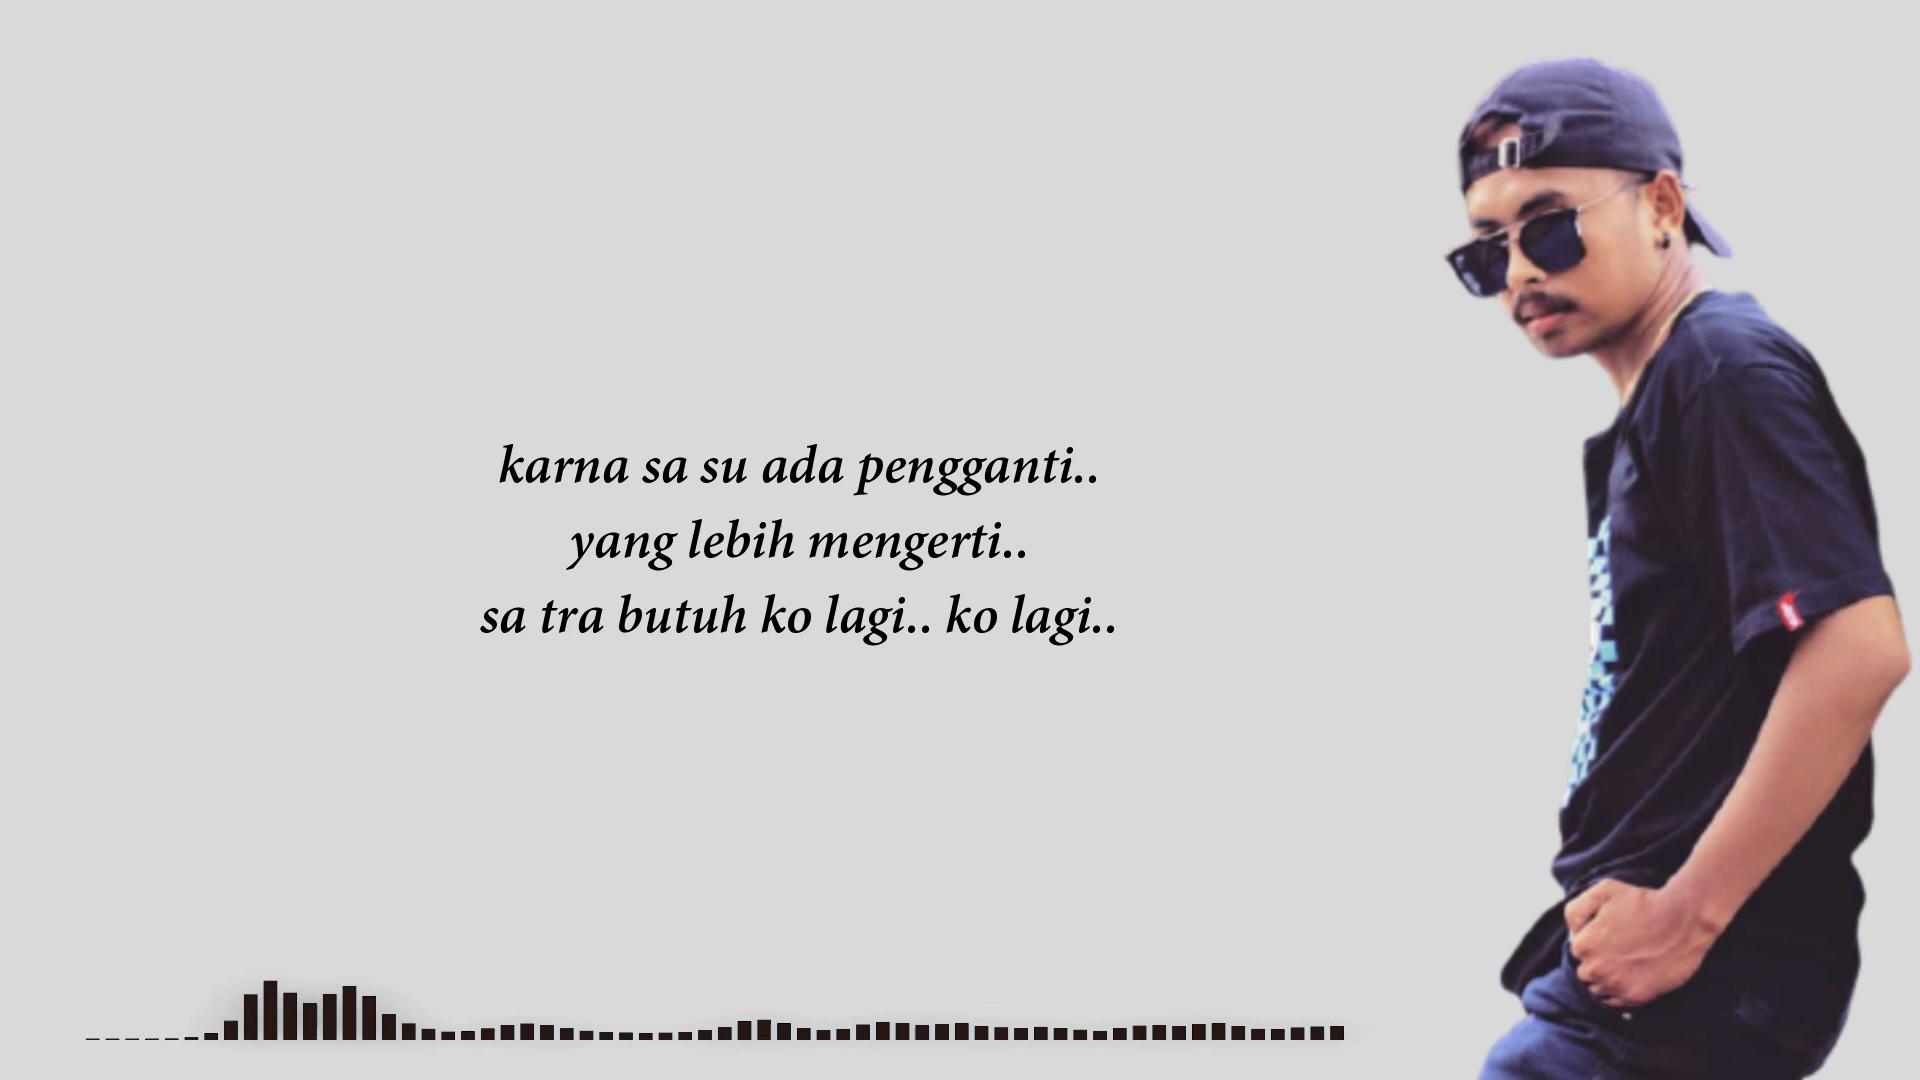 karna sa su ada pengganti..
yang lebih mengerti..
sa tra butuh ko lagi.. ko lagi..